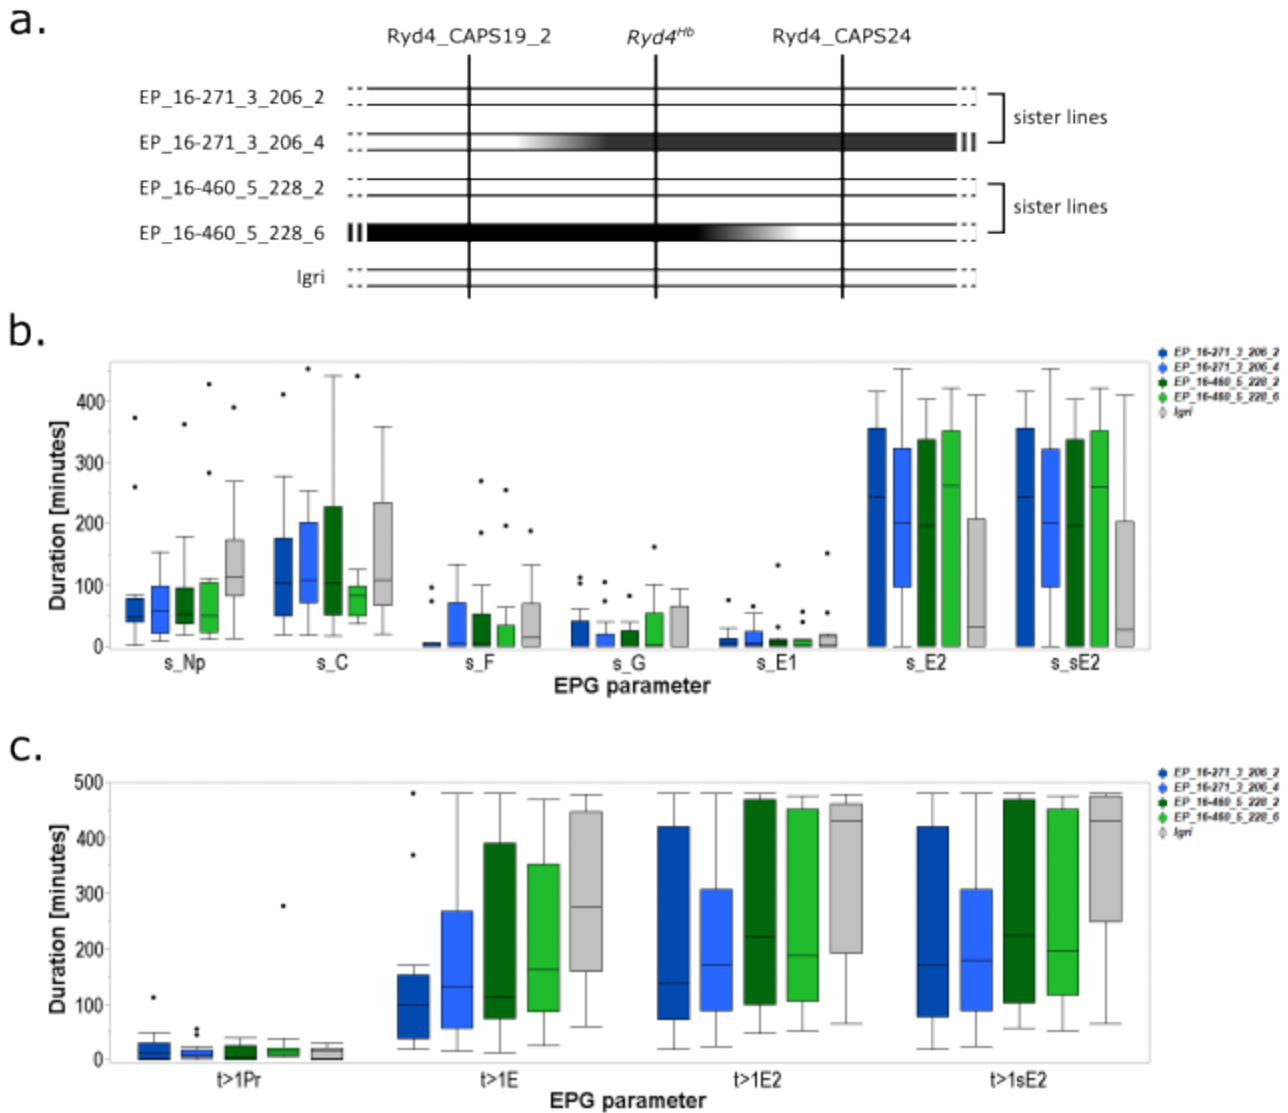 a.
Ryd4_CAPS19_2 Ryd4^Hb Ryd4_CAPS24
EP_16-271_3_206_2
EP_16-271_3_206_4
sister lines
EP_16-460_5_228_2
EP_16-460_5_228_6
sister lines
Igri
b.
Duration [minutes]
400
300
200
100
0
s_Np s_C s_F s_G s_E1 s_E2 s_sE2
EPG parameter
EP_16-271_3_206_2
EP_16-271_3_206_4
EP_16-460_5_228_2
EP_16-460_5_228_6
Igri
c.
Duration [minutes]
500
400
300
200
100
0
t>1Pr t>1E t>1E2 t>1sE2
EPG parameter
EP_16-271_3_206_2
EP_16-271_3_206_4
EP_16-460_5_228_2
EP_16-460_5_228_6
Igri